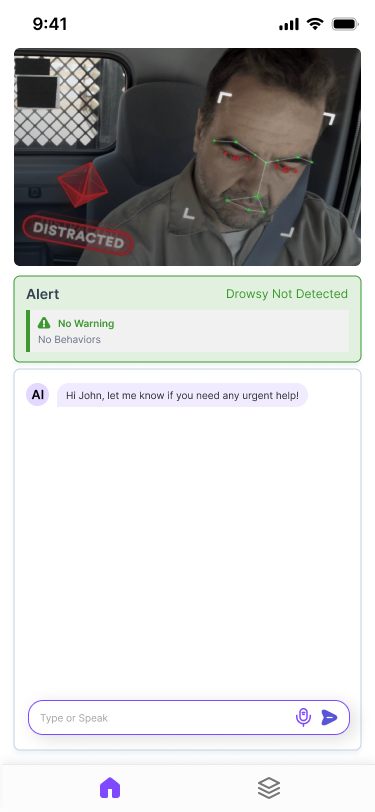 9:41
DISTRACTED
Alert
Drowsy Not Detected
No Warning
No Behaviors
AI
Hi John, let me know if you need any urgent help!
Type or Speak